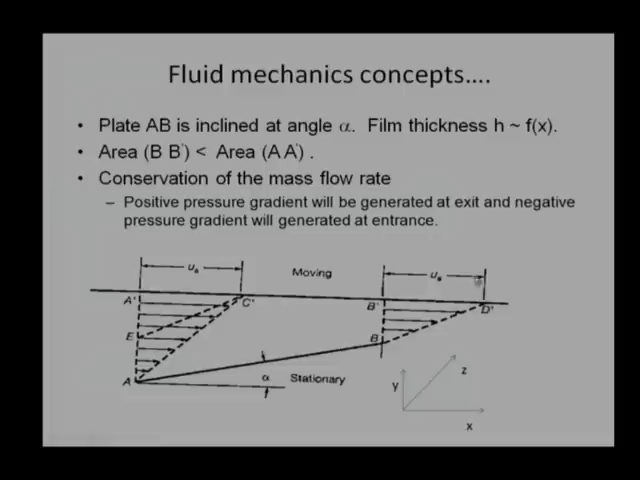 Fluid mechanics concepts....
• Plate AB is inclined at angle α. Film thickness h ~ f(x).
• Area (B B') < Area (A A') .
• Conservation of the mass flow rate
– Positive pressure gradient will be generated at exit and negative
pressure gradient will generated at entrance.
Moving
A' C' B' D'
E B
A α Stationary
y z
x